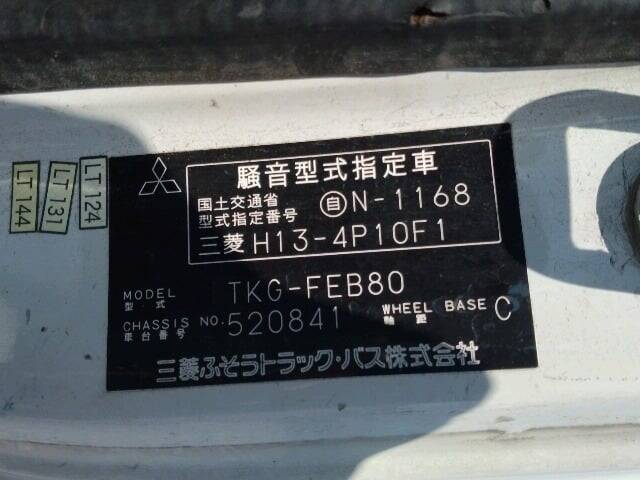 騒音型式指定車
国土交通省
型式指定番号 自N-1168
三菱 H13-4P10F1
MODEL
型式 TKG-FEB80
CHASSIS NO.
車台番号 520841 WHEEL BASE
軸距 C
三菱ふそうトラック・バス株式会社
LT144
LT131
LT124